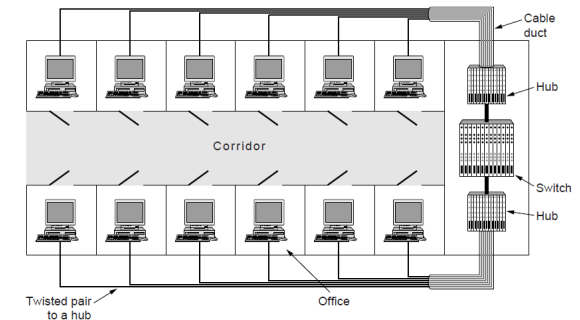 Cable
duct
Hub
Corridor
Switch
Hub
Twisted pair
to a hub
Office